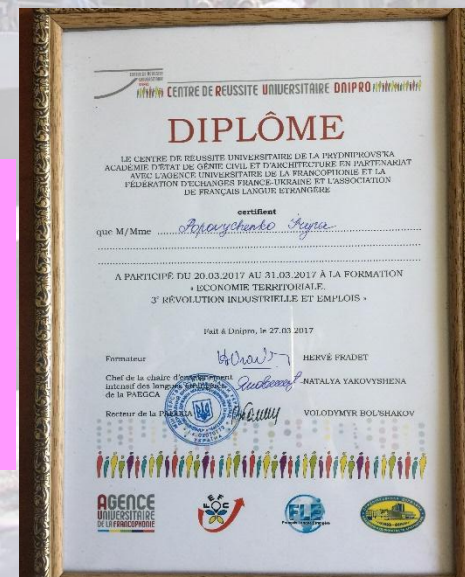 CENTRE DE REUSSITE UNIVERSITAIRE DNIPRO
DIPLÔME
LE CENTRE DE RÉUSSITE UNIVERSITAIRE DE LA PRYDNIPROVS'KA
ACADÉMIE D'ÉTAT DE GÉNIE CIVIL ET D'ARCHITECTURE EN PARTENARIAT
AVEC L'AGENCE UNIVERSITAIRE DE LA FRANCOPHONIE ET LA
FÉDÉRATION D'ECHANGES FRANCE-UKRAINE ET L'ASSOCIATION
DE FRANÇAIS LANGUE ETRANGÈRE
certifient
que M/Mme Popovychenko Iryna
A PARTICIPÉ DU 20.03.2017 AU 31.03.2017 À LA FORMATION
« ECONOMIE TERRITORIALE.
3e RÉVOLUTION INDUSTRIELLE ET EMPLOIS »
Fait à Dnipro, le 27.03.2017
Formateur HERVÉ FRADET
Chef de la chaire d'enseignement
intensif des langues
de la PAEGCA
NATALYA YAKOVYSHENA
Recteur de la VOLODYMYR BOL'SHAKOV
AGENCE
UNIVERSITAIRE
DE LA FRANCOPHONIE
FLE